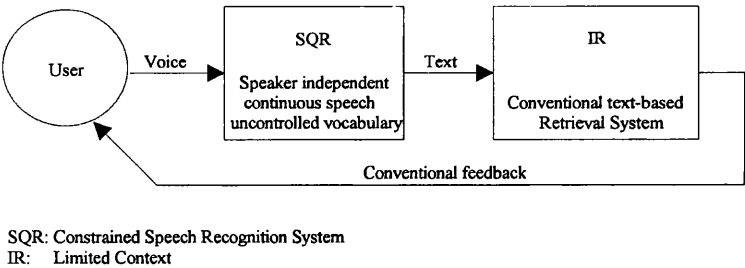 User
Voice
SQR
Speaker independent
continuous speech
uncontrolled vocabulary
Text
IR
Conventional text-based
Retrieval System
Conventional feedback
SQR: Constrained Speech Recognition System
IR: Limited Context